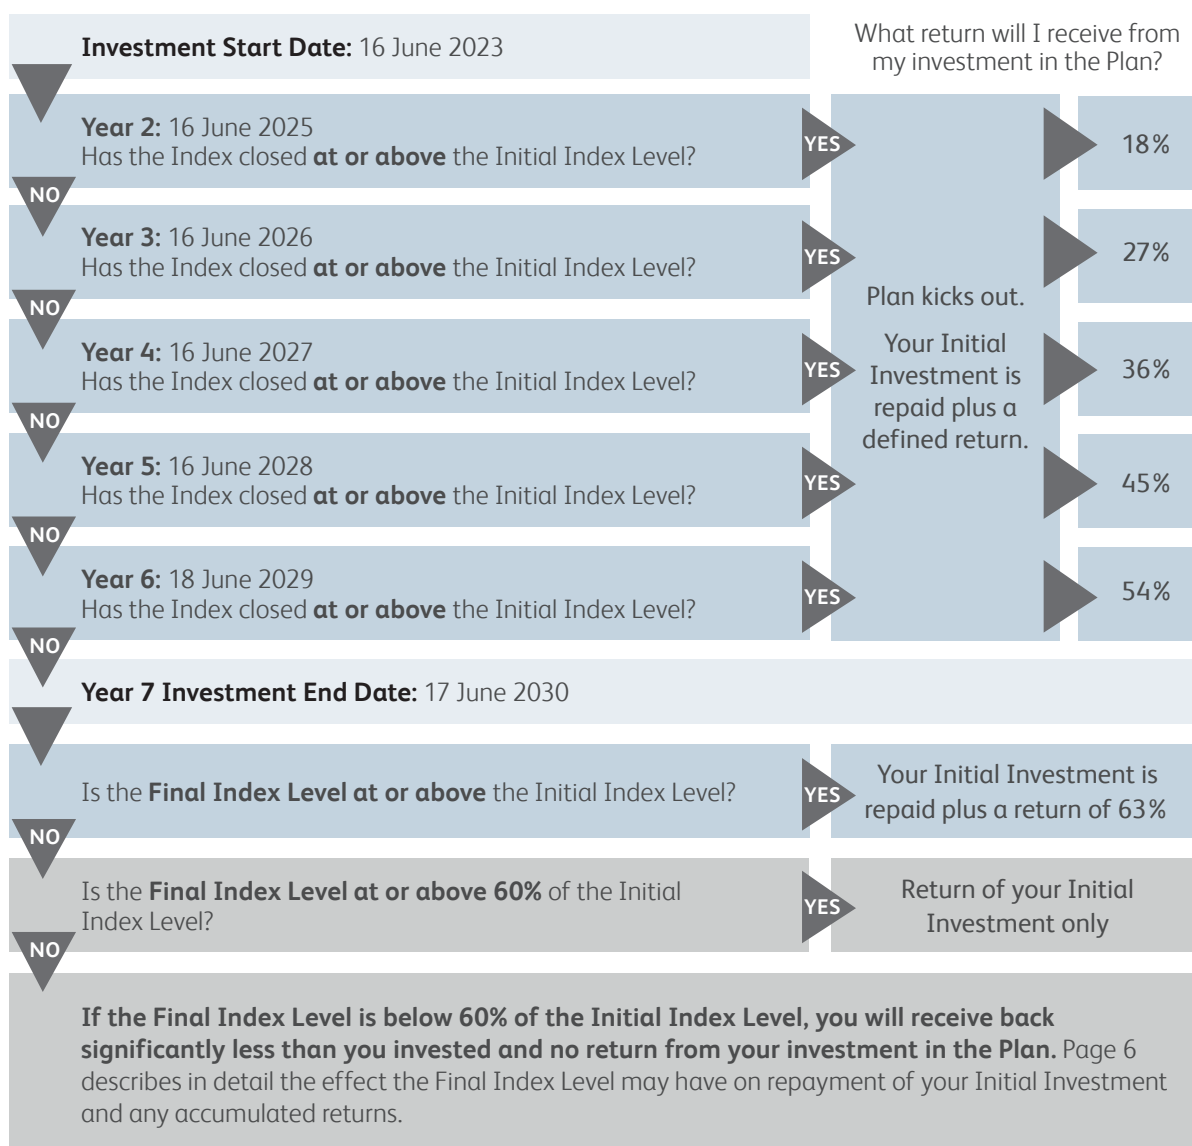 Investment Start Date: 16 June 2023
What return will I receive from
my investment in the Plan?
Year 2: 16 June 2025
Has the Index closed at or above the Initial Index Level?
YES
18%
NO
Year 3: 16 June 2026
Has the Index closed at or above the Initial Index Level?
YES
27%
NO
Plan kicks out.
Your Initial
Investment is
repaid plus a
defined return.
Year 4: 16 June 2027
Has the Index closed at or above the Initial Index Level?
YES
36%
NO
Year 5: 16 June 2028
Has the Index closed at or above the Initial Index Level?
YES
45%
NO
Year 6: 18 June 2029
Has the Index closed at or above the Initial Index Level?
YES
54%
NO
Year 7 Investment End Date: 17 June 2030
Is the Final Index Level at or above the Initial Index Level?
YES
Your Initial Investment is
repaid plus a return of 63%
NO
Is the Final Index Level at or above 60% of the Initial
Index Level?
YES
Return of your Initial
Investment only
NO
If the Final Index Level is below 60% of the Initial Index Level, you will receive back
significantly less than you invested and no return from your investment in the Plan. Page 6
describes in detail the effect the Final Index Level may have on repayment of your Initial Investment
and any accumulated returns.